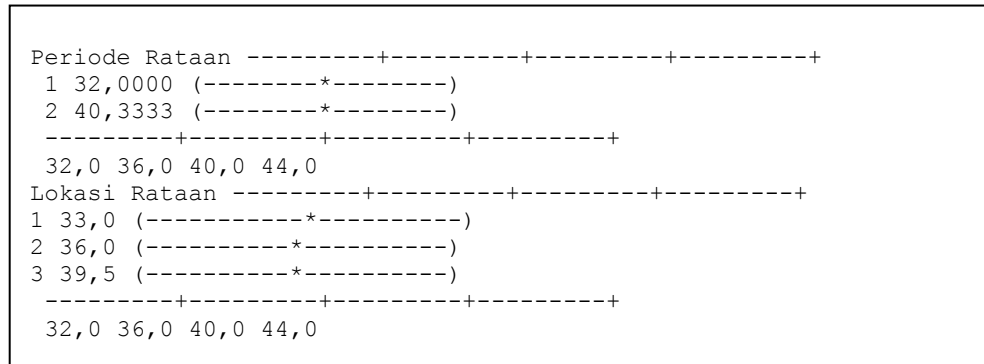 Periode Rataan ---------+---------+---------+---------+
1 32,0000 (--------*--------)
2 40,3333 (--------*--------)
---------+---------+---------+---------+
32,0 36,0 40,0 44,0
Lokasi Rataan ---------+---------+---------+---------+
1 33,0 (-----------*----------)
2 36,0 (----------*----------)
3 39,5 (----------*----------)
---------+---------+---------+---------+
32,0 36,0 40,0 44,0